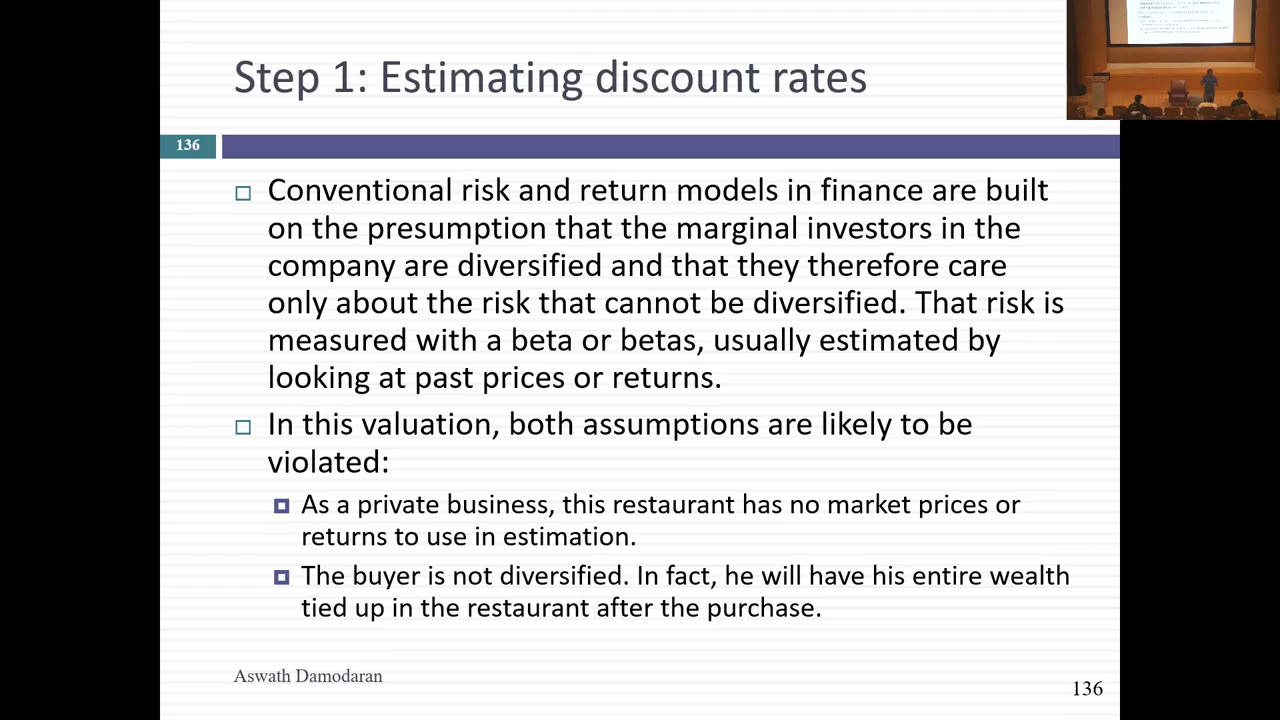 Step 1: Estimating discount rates
136
Conventional risk and return models in finance are built
on the presumption that the marginal investors in the
company are diversified and that they therefore care
only about the risk that cannot be diversified. That risk is
measured with a beta or betas, usually estimated by
looking at past prices or returns.
In this valuation, both assumptions are likely to be
violated:
As a private business, this restaurant has no market prices or
returns to use in estimation.
The buyer is not diversified. In fact, he will have his entire wealth
tied up in the restaurant after the purchase.
Aswath Damodaran
136